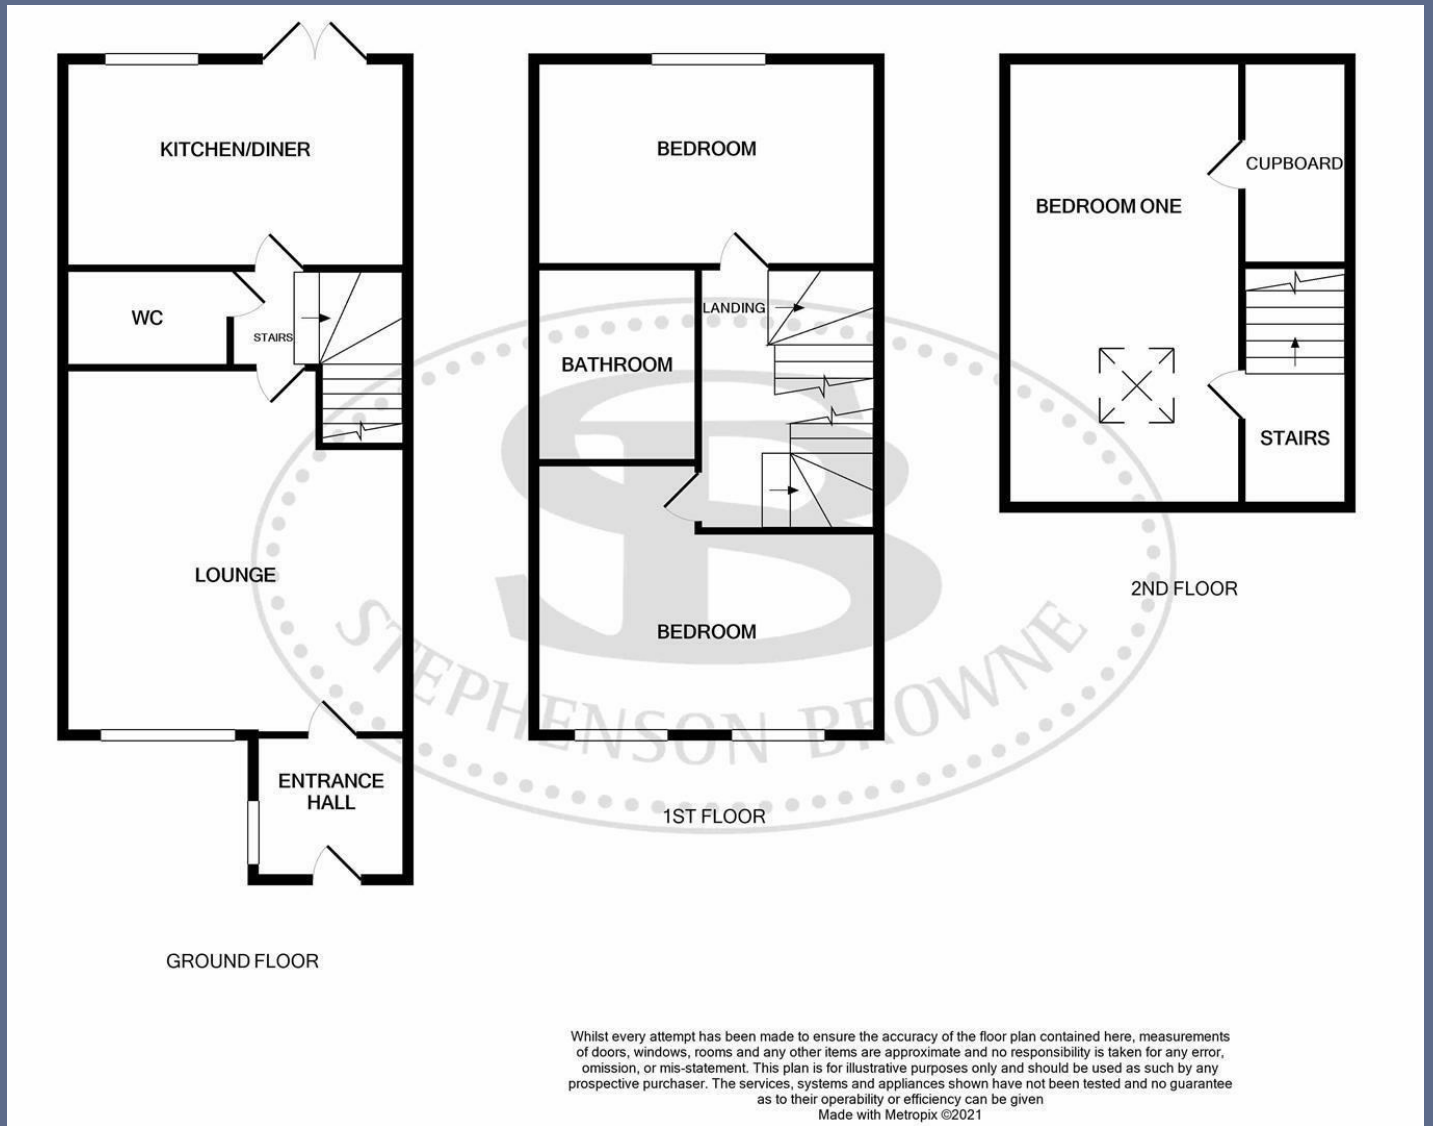 KITCHEN/DINER
WC
STAIRS
LOUNGE
ENTRANCE
HALL
GROUND FLOOR
BEDROOM
LANDING
BATHROOM
BEDROOM
1ST FLOOR
BEDROOM ONE
CUPBOARD
STAIRS
2ND FLOOR
SB
STEPHENSON BROWNE
Whilst every attempt has been made to ensure the accuracy of the floor plan contained here, measurements
of doors, windows, rooms and any other items are approximate and no responsibility is taken for any error,
omission, or mis-statement. This plan is for illustrative purposes only and should be used as such by any
prospective purchaser. The services, systems and appliances shown have not been tested and no guarantee
as to their operability or efficiency can be given
Made with Metropix ©2021